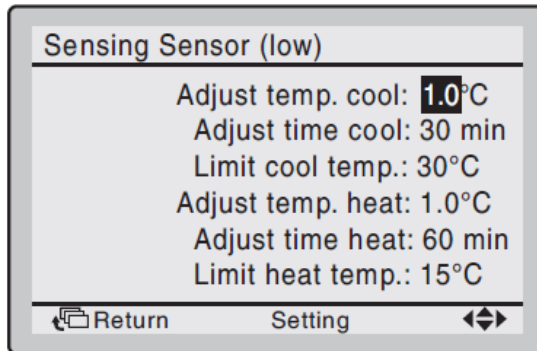 Sensing Sensor (low)
Adjust temp. cool: 1.0°C
Adjust time cool: 30 min
Limit cool temp.: 30°C
Adjust temp. heat: 1.0°C
Adjust time heat: 60 min
Limit heat temp.: 15°C
Return Setting